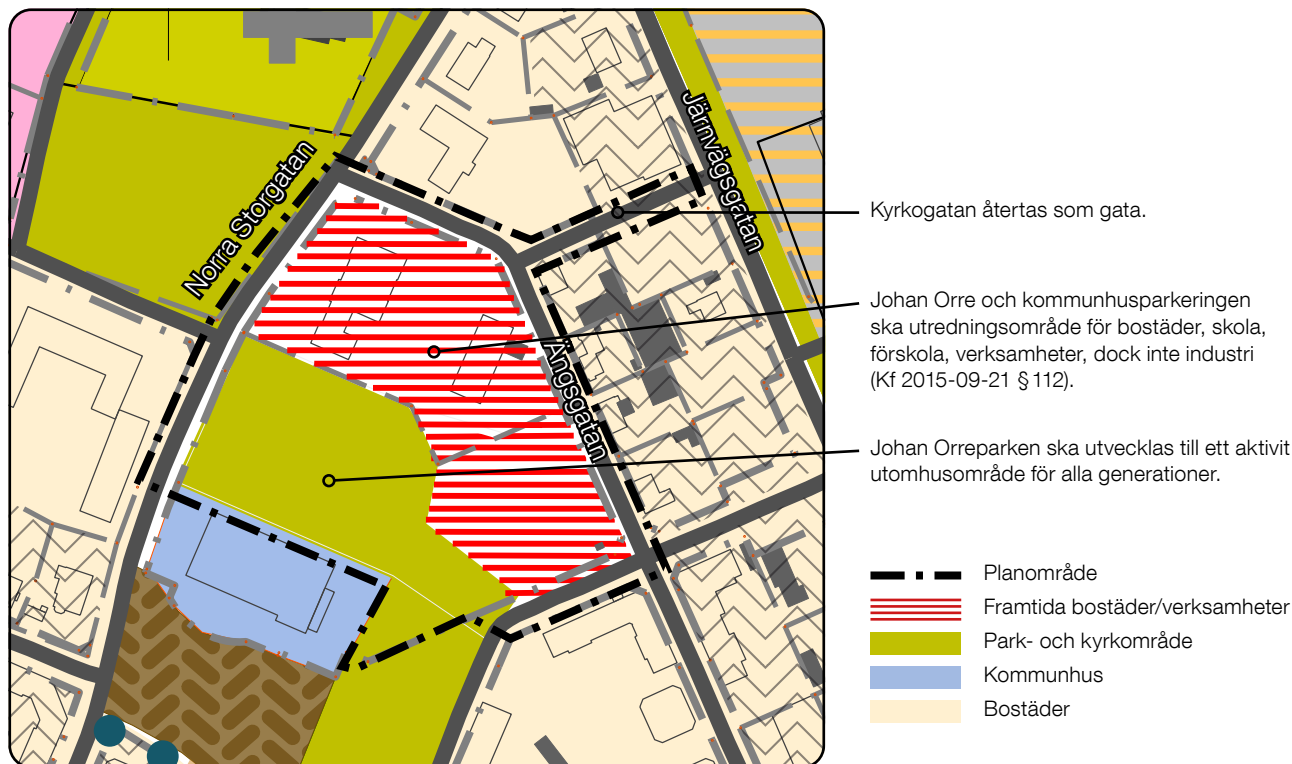 Norra Storgatan
Järnvägsgatan
Ängsgatan
Kyrkogatan återtas som gata.
Johan Orre och kommunhusparkeringen
ska utredningsområde för bostäder, skola,
förskola, verksamheter, dock inte industri
(Kf 2015-09-21 § 112).
Johan Orreparken ska utvecklas till ett aktivit
utomhusområde för alla generationer.
Planområde
Framtida bostäder/verksamheter
Park- och kyrkområde
Kommunhus
Bostäder